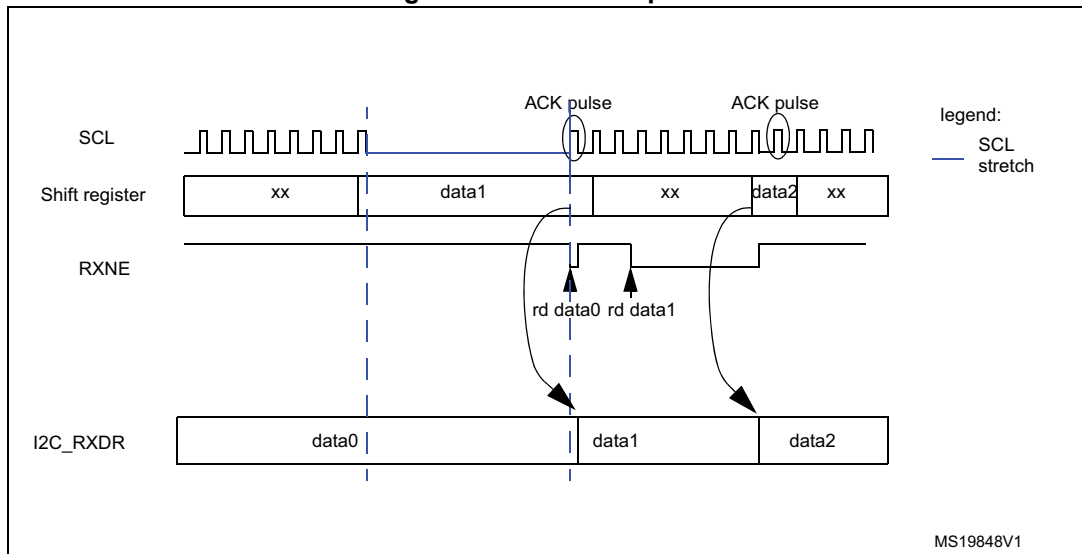 ACK pulse ACK pulse
legend:
SCL
SCL
stretch
Shift register xx data1 xx data2 xx
RXNE
rd data0 rd data1
I2C_RXDR data0 data1 data2
MS19848V1